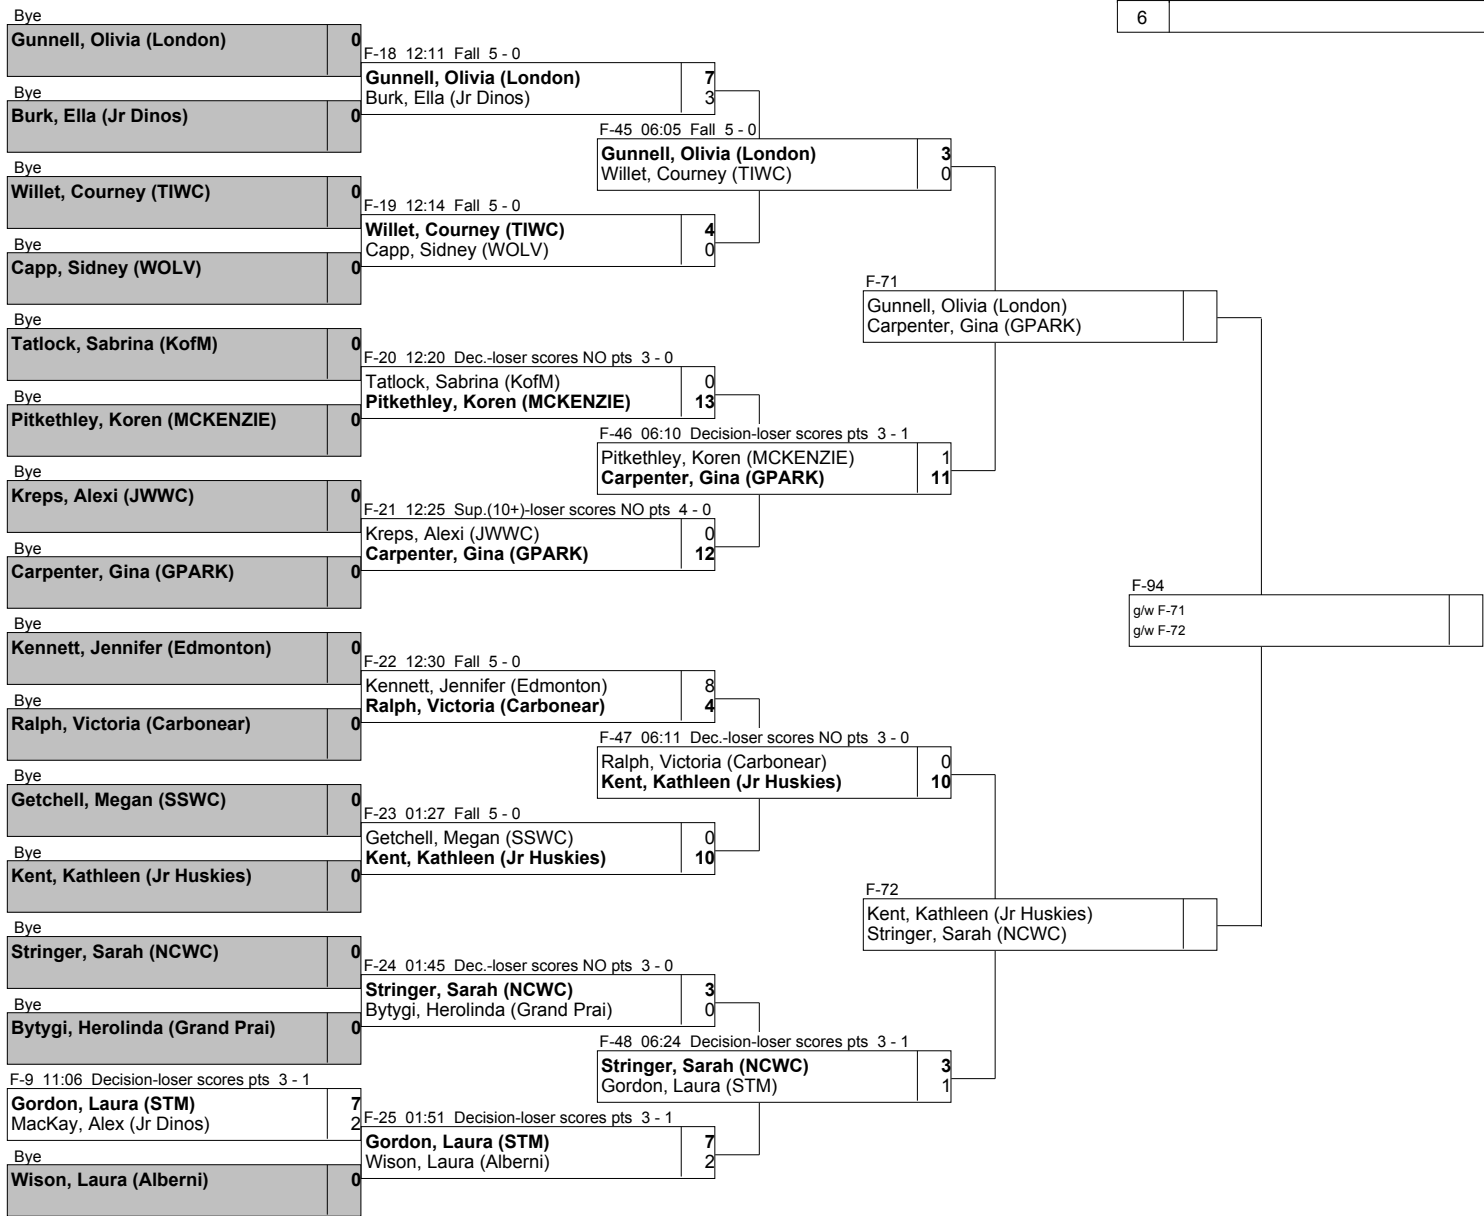 6
Bye
Gunnell, Olivia (London) 0
Bye
Burk, Ella (Jr Dinos) 0
Bye
Willet, Courney (TIWC) 0
Bye
Capp, Sidney (WOLV) 0
Bye
Tatlock, Sabrina (KofM) 0
Bye
Pitkethley, Koren (MCKENZIE) 0
Bye
Kreps, Alexi (JWWC) 0
Bye
Carpenter, Gina (GPARK) 0
Bye
Kennett, Jennifer (Edmonton) 0
Bye
Ralph, Victoria (Carbonear) 0
Bye
Getchell, Megan (SSWC) 0
Bye
Kent, Kathleen (Jr Huskies) 0
Bye
Stringer, Sarah (NCWC) 0
Bye
Bytygi, Herolinda (Grand Prai) 0
F-9 11:06 Decision-loser scores pts 3 - 1
Gordon, Laura (STM) 7
MacKay, Alex (Jr Dinos) 2
Bye
Wison, Laura (Alberni) 0
F-18 12:11 Fall 5 - 0
Gunnell, Olivia (London) 7
Burk, Ella (Jr Dinos) 3
F-19 12:14 Fall 5 - 0
Willet, Courney (TIWC) 4
Capp, Sidney (WOLV) 0
F-20 12:20 Dec.-loser scores NO pts 3 - 0
Tatlock, Sabrina (KofM) 0
Pitkethley, Koren (MCKENZIE) 13
F-21 12:25 Sup.(10+)-loser scores NO pts 4 - 0
Kreps, Alexi (JWWC) 0
Carpenter, Gina (GPARK) 12
F-22 12:30 Fall 5 - 0
Kennett, Jennifer (Edmonton) 8
Ralph, Victoria (Carbonear) 4
F-23 01:27 Fall 5 - 0
Getchell, Megan (SSWC) 0
Kent, Kathleen (Jr Huskies) 10
F-24 01:45 Dec.-loser scores NO pts 3 - 0
Stringer, Sarah (NCWC) 3
Bytygi, Herolinda (Grand Prai) 0
F-25 01:51 Decision-loser scores pts 3 - 1
Gordon, Laura (STM) 7
Wison, Laura (Alberni) 2
F-45 06:05 Fall 5 - 0
Gunnell, Olivia (London) 3
Willet, Courney (TIWC) 0
F-46 06:10 Decision-loser scores pts 3 - 1
Pitkethley, Koren (MCKENZIE) 1
Carpenter, Gina (GPARK) 11
F-47 06:11 Dec.-loser scores NO pts 3 - 0
Ralph, Victoria (Carbonear) 0
Kent, Kathleen (Jr Huskies) 10
F-48 06:24 Decision-loser scores pts 3 - 1
Stringer, Sarah (NCWC) 3
Gordon, Laura (STM) 1
F-71
Gunnell, Olivia (London)
Carpenter, Gina (GPARK)
F-72
Kent, Kathleen (Jr Huskies)
Stringer, Sarah (NCWC)
F-94
g/w F-71
g/w F-72